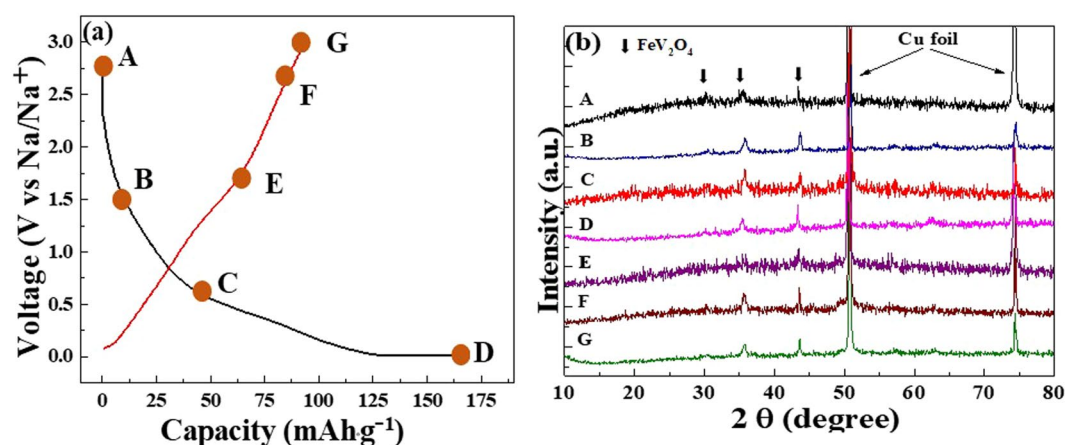 (a)
Voltage (V vs Na/Na⁺)
3.0
2.5
2.0
1.5
1.0
0.5
0.0
A
B
C
D
E
F
G
0 25 50 75 100 125 150 175
Capacity (mAh·g⁻¹)
(b)
FeV₂O₄
Cu foil
Intensity (a.u.)
A
B
C
D
E
F
G
10 20 30 40 50 60 70 80
2 θ (degree)